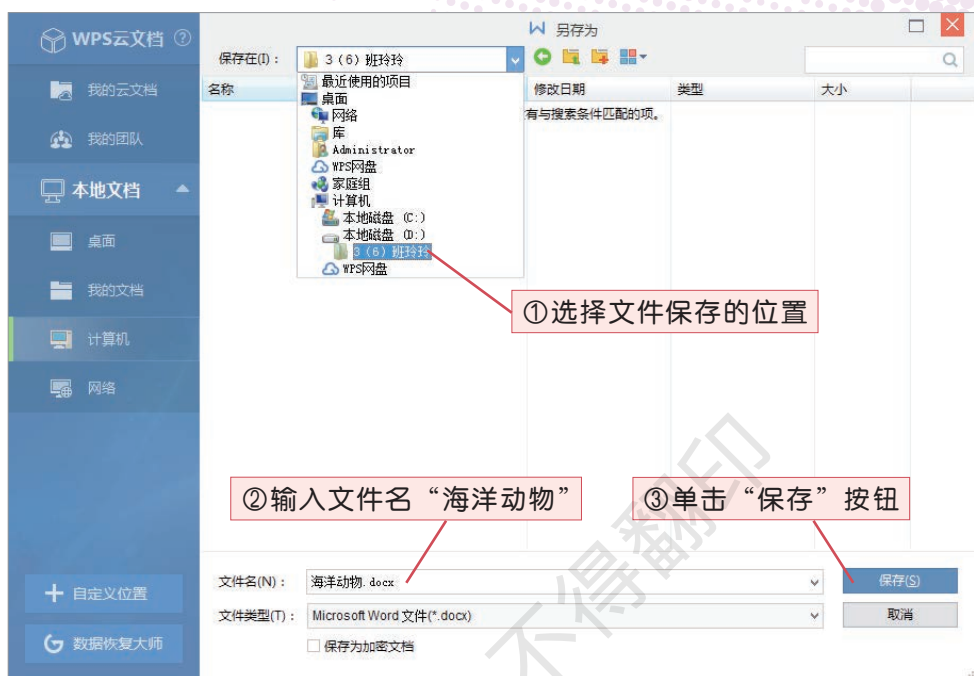 WPS云文档
另存为
保存在(I)：
3（6）班玲玲
我的云文档
我的团队
本地文档
桌面
我的文档
计算机
网络
自定义位置
数据恢复大师
名称
修改日期
类型
大小
有与搜索条件匹配的项。
最近使用的项目
桌面
网络
库
Administrator
WPS网盘
家庭组
计算机
本地磁盘 (C:)
本地磁盘 (D:)
3（6）班玲玲
WPS网盘
①选择文件保存的位置
②输入文件名“海洋动物”
③单击“保存”按钮
文件名(N)：
海洋动物.docx
保存(S)
文件类型(T)：
Microsoft Word 文件(*.docx)
取消
保存为加密文档
不得翻印